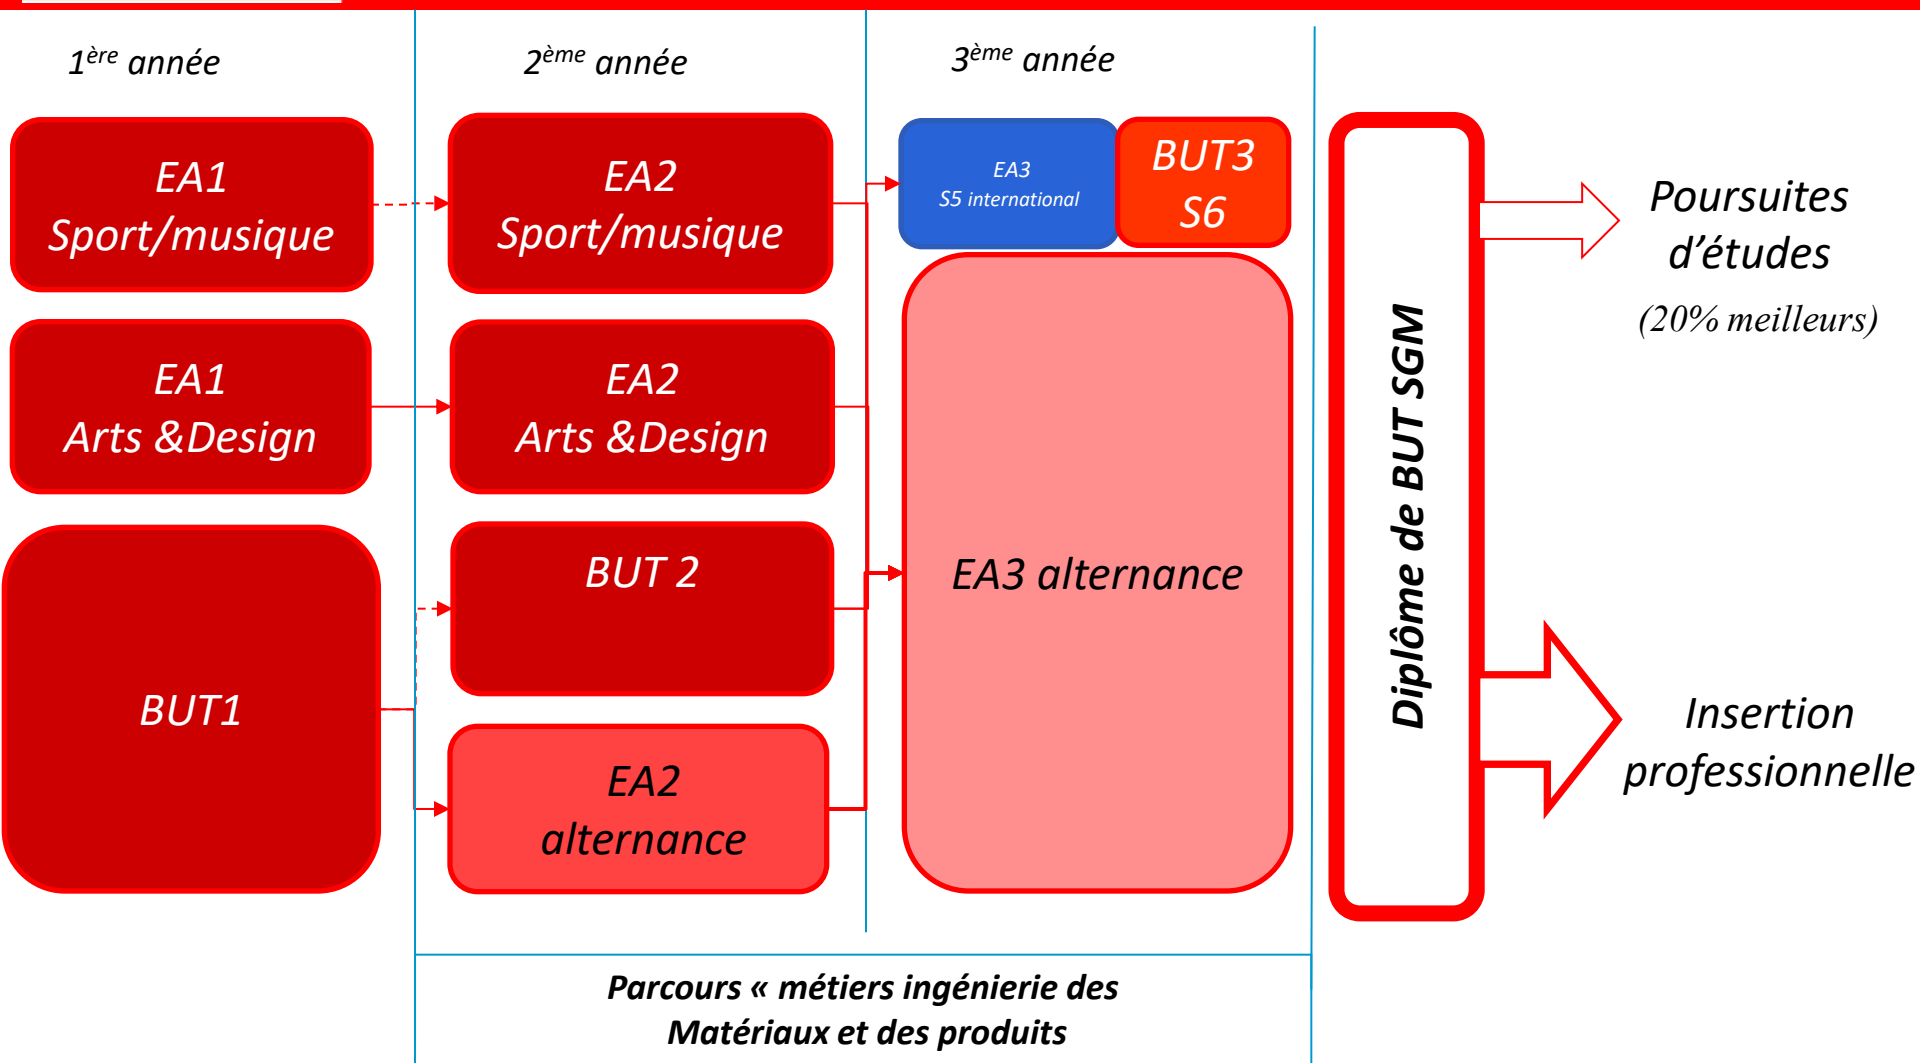 1ère année
2ème année
3ème année
EA1
Sport/musique
EA2
Sport/musique
EA3
S5 international
BUT3
S6
EA1
Arts &Design
EA2
Arts &Design
BUT1
BUT 2
EA2
alternance
EA3 alternance
Diplôme de BUT SGM
Poursuites
d’études
(20% meilleurs)
Insertion
professionnelle
Parcours « métiers ingénierie des
Matériaux et des produits